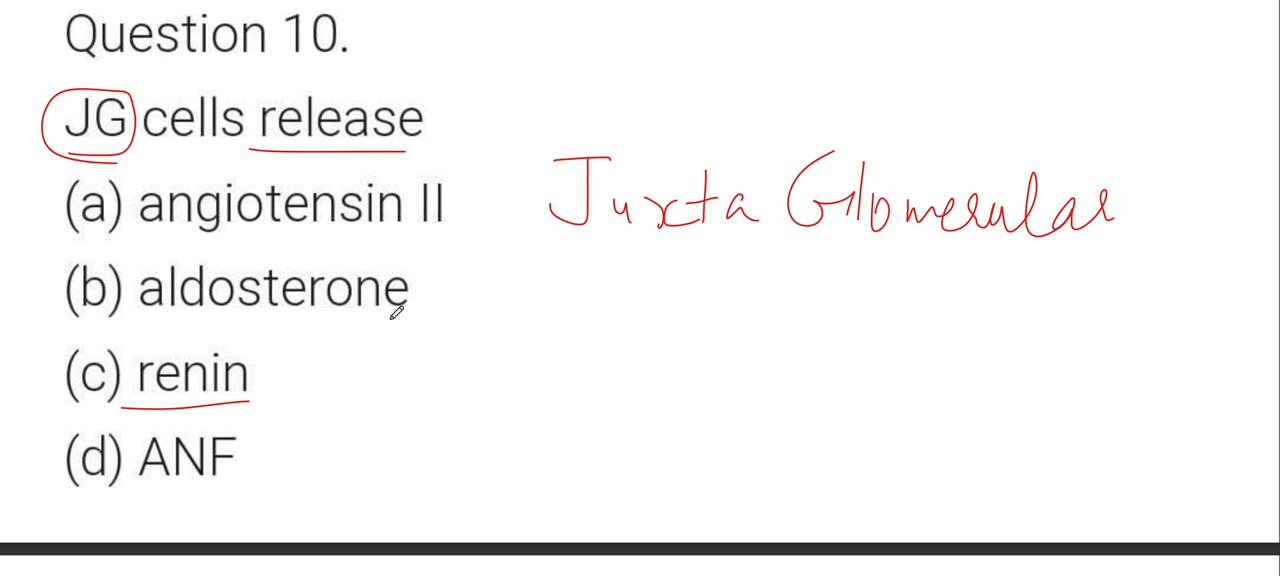 Question 10.
JG cells release
(a) angiotensin II
Juxta Glomerular
(b) aldosterone
(c) renin
(d) ANF